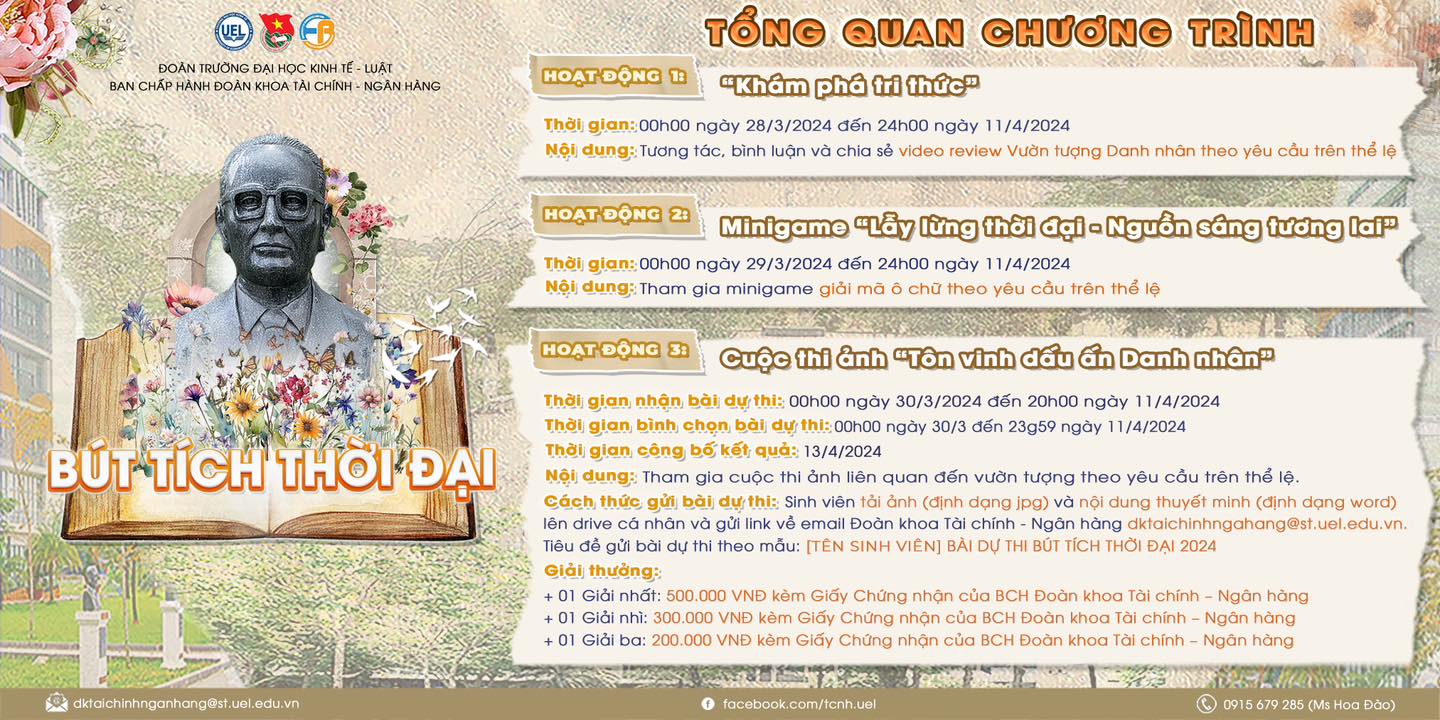 UEL
ĐOÀN TRƯỜNG ĐẠI HỌC KINH TẾ - LUẬT
BAN CHẤP HÀNH ĐOÀN KHOA TÀI CHÍNH - NGÂN HÀNG
BÚT TÍCH THỜI ĐẠI
TỔNG QUAN CHƯƠNG TRÌNH
HOẠT ĐỘNG 1:
“Khám phá tri thức”
Thời gian: 00h00 ngày 28/3/2024 đến 24h00 ngày 11/4/2024
Nội dung: Tương tác, bình luận và chia sẻ video review Vườn tượng Danh nhân theo yêu cầu trên thể lệ
HOẠT ĐỘNG 2:
Minigame “Lẫy lừng thời đại - Nguồn sáng tương lai”
Thời gian: 00h00 ngày 29/3/2024 đến 24h00 ngày 11/4/2024
Nội dung: Tham gia minigame giải mã ô chữ theo yêu cầu trên thể lệ
HOẠT ĐỘNG 3:
Cuộc thi ảnh “Tôn vinh dấu ấn Danh nhân”
Thời gian nhận bài dự thi: 00h00 ngày 30/3/2024 đến 20h00 ngày 11/4/2024
Thời gian bình chọn bài dự thi: 00h00 ngày 30/3 đến 23g59 ngày 11/4/2024
Thời gian công bố kết quả: 13/4/2024
Nội dung: Tham gia cuộc thi ảnh liên quan đến vườn tượng theo yêu cầu trên thể lệ.
Cách thức gửi bài dự thi: Sinh viên tải ảnh (định dạng jpg) và nội dung thuyết minh (định dạng word)
lên drive cá nhân và gửi link về email Đoàn khoa Tài chính - Ngân hàng dktaichinhngahang@st.uel.edu.vn.
Tiêu đề gửi bài dự thi theo mẫu: [TÊN SINH VIÊN] BÀI DỰ THI BÚT TÍCH THỜI ĐẠI 2024
Giải thưởng:
+ 01 Giải nhất: 500.000 VNĐ kèm Giấy Chứng nhận của BCH Đoàn khoa Tài chính – Ngân hàng
+ 01 Giải nhì: 300.000 VNĐ kèm Giấy Chứng nhận của BCH Đoàn khoa Tài chính – Ngân hàng
+ 01 Giải ba: 200.000 VNĐ kèm Giấy Chứng nhận của BCH Đoàn khoa Tài chính – Ngân hàng
dktaichinhnganhang@st.uel.edu.vn
facebook.com/tcnh.uel
0915 679 285 (Ms Hoa Đào)